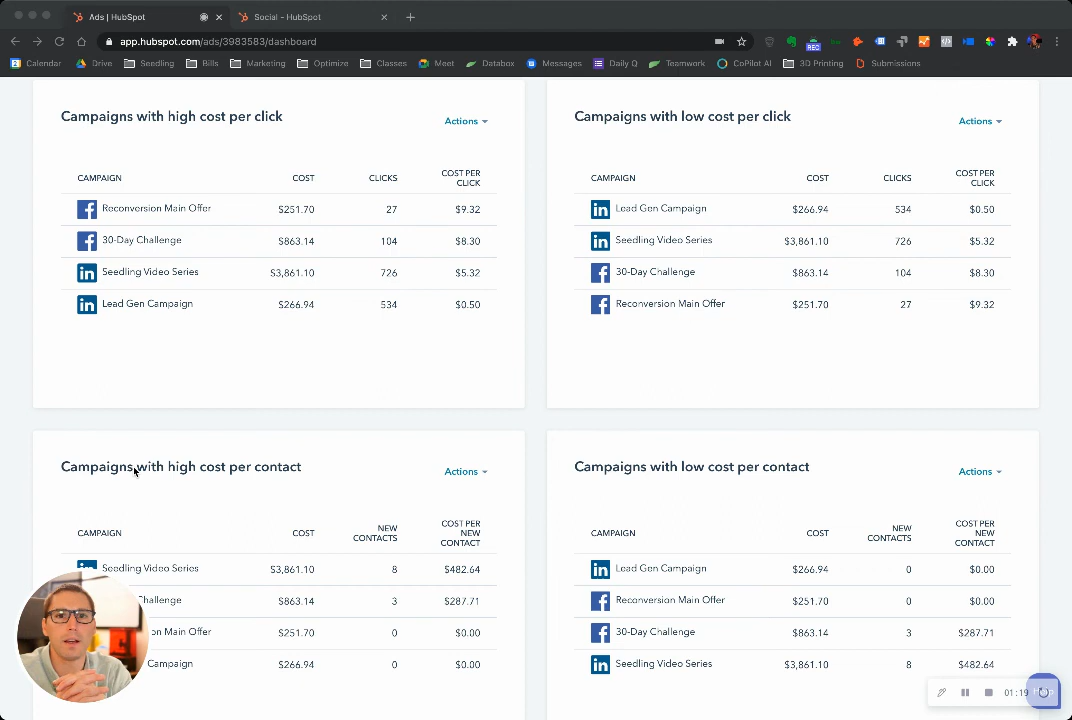 Ads | HubSpot
Social - HubSpot
app.hubspot.com/ads/3983583/dashboard
REC
Calendar Drive Seedling Bills Marketing Optimize Classes Meet Databox Messages Daily Q Teamwork CoPilot AI 3D Printing Submissions
Campaigns with high cost per click
Actions
CAMPAIGN COST CLICKS COST PER CLICK
Reconversion Main Offer $251.70 27 $9.32
30-Day Challenge $863.14 104 $8.30
Seedling Video Series $3,861.10 726 $5.32
Lead Gen Campaign $266.94 534 $0.50
Campaigns with low cost per click
Actions
CAMPAIGN COST CLICKS COST PER CLICK
Lead Gen Campaign $266.94 534 $0.50
Seedling Video Series $3,861.10 726 $5.32
30-Day Challenge $863.14 104 $8.30
Reconversion Main Offer $251.70 27 $9.32
Campaigns with high cost per contact
Actions
CAMPAIGN COST NEW CONTACTS COST PER NEW CONTACT
Seedling Video Series $3,861.10 8 $482.64
Challenge $863.14 3 $287.71
on Main Offer $251.70 0 $0.00
Campaign $266.94 0 $0.00
Campaigns with low cost per contact
Actions
CAMPAIGN COST NEW CONTACTS COST PER NEW CONTACT
Lead Gen Campaign $266.94 0 $0.00
Reconversion Main Offer $251.70 0 $0.00
30-Day Challenge $863.14 3 $287.71
Seedling Video Series $3,861.10 8 $482.64
01:19